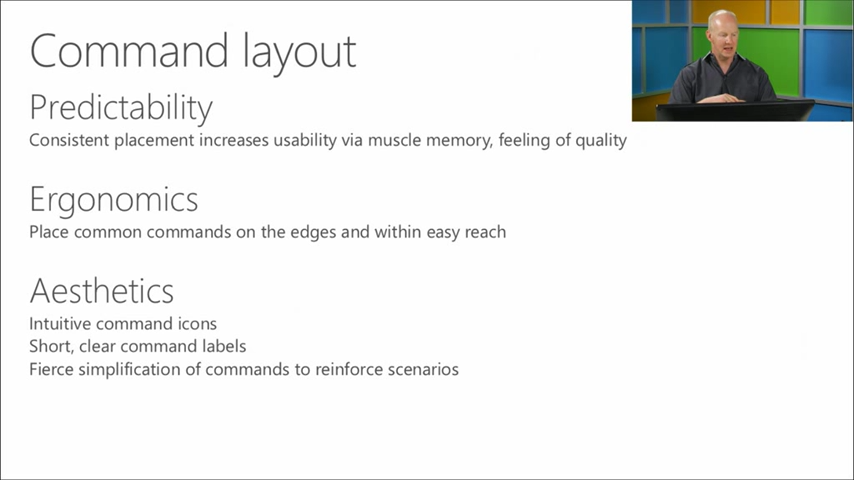 Command layout
Predictability
Consistent placement increases usability via muscle memory, feeling of quality
Ergonomics
Place common commands on the edges and within easy reach
Aesthetics
Intuitive command icons
Short, clear command labels
Fierce simplification of commands to reinforce scenarios